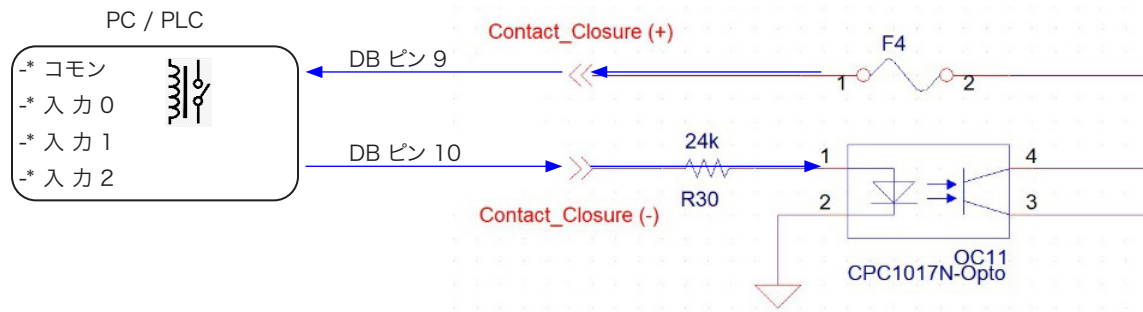 PC / PLC
-* コモン
-* 入 力 0
-* 入 力 1
-* 入 力 2
DB ピン 9
DB ピン 10
Contact_Closure (+)
F4
1
2
24k
R30
Contact_Closure (-)
1
2
4
3
OC11
CPC1017N-Opto